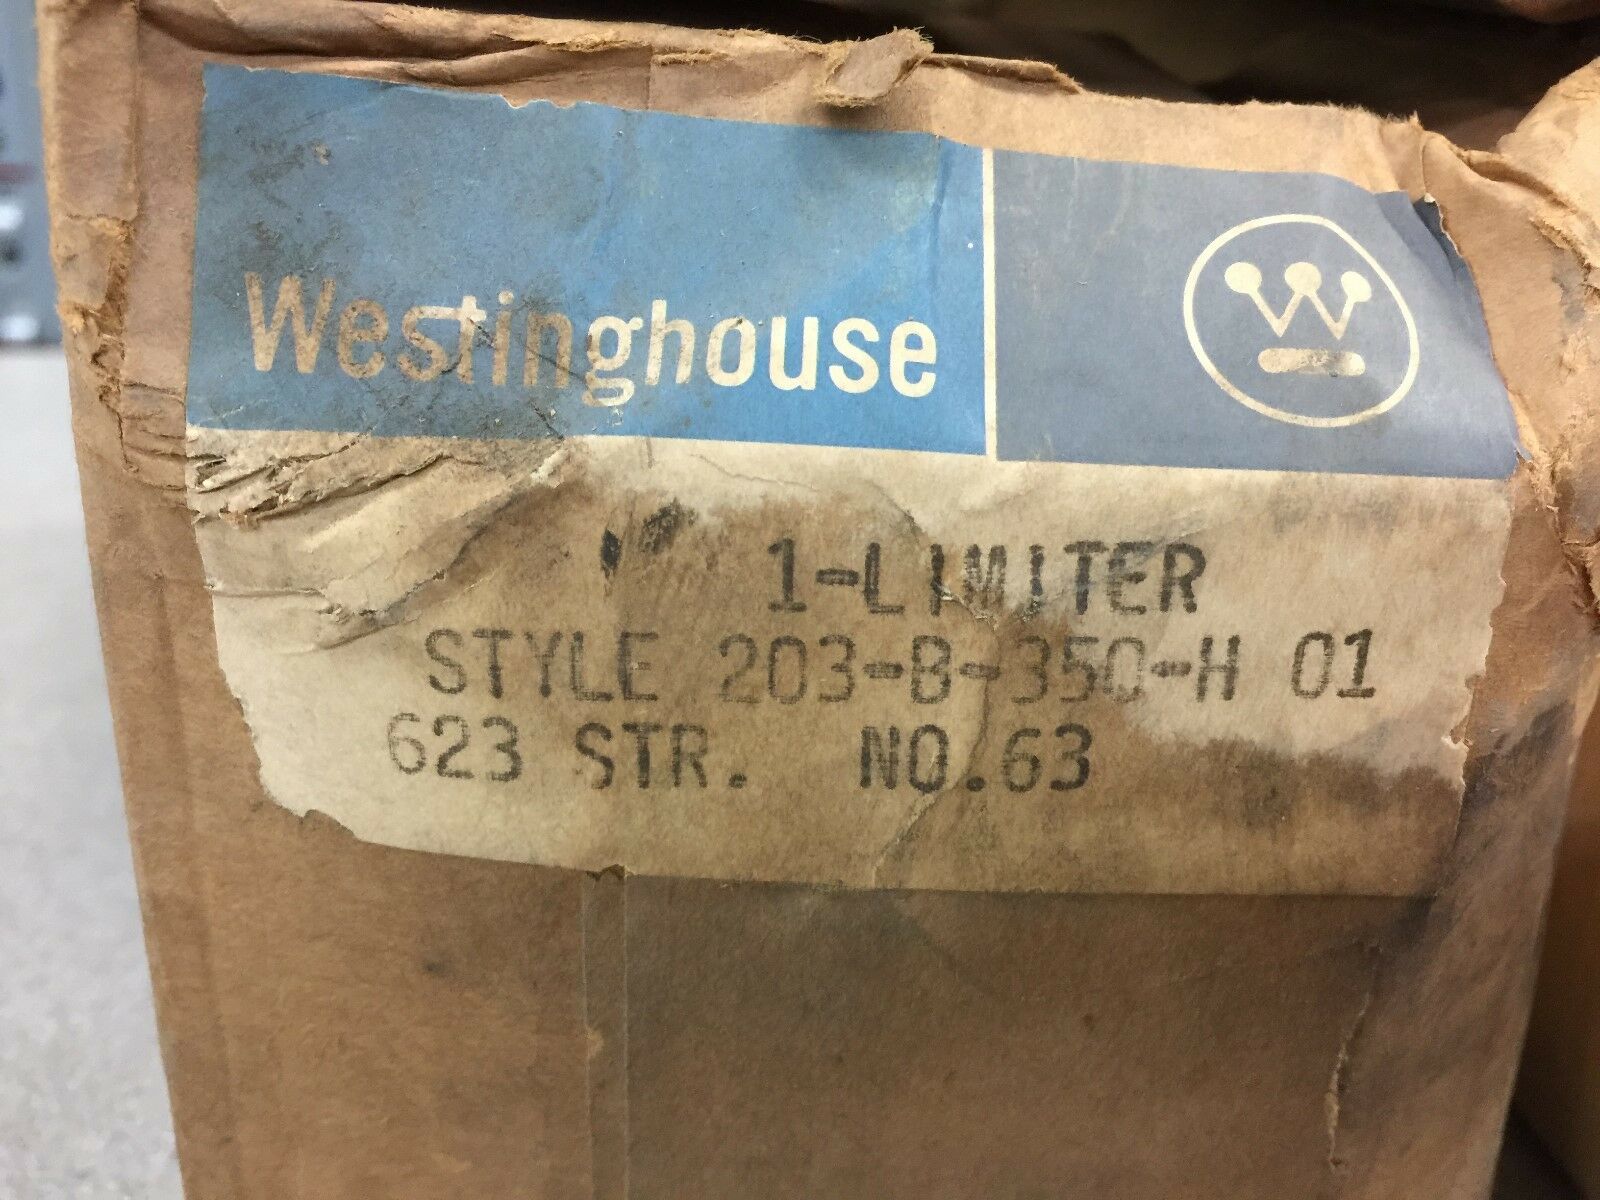 Westinghouse
W
1-LIMITER
STYLE 203-B-350-H 01
623 STR. NO.63